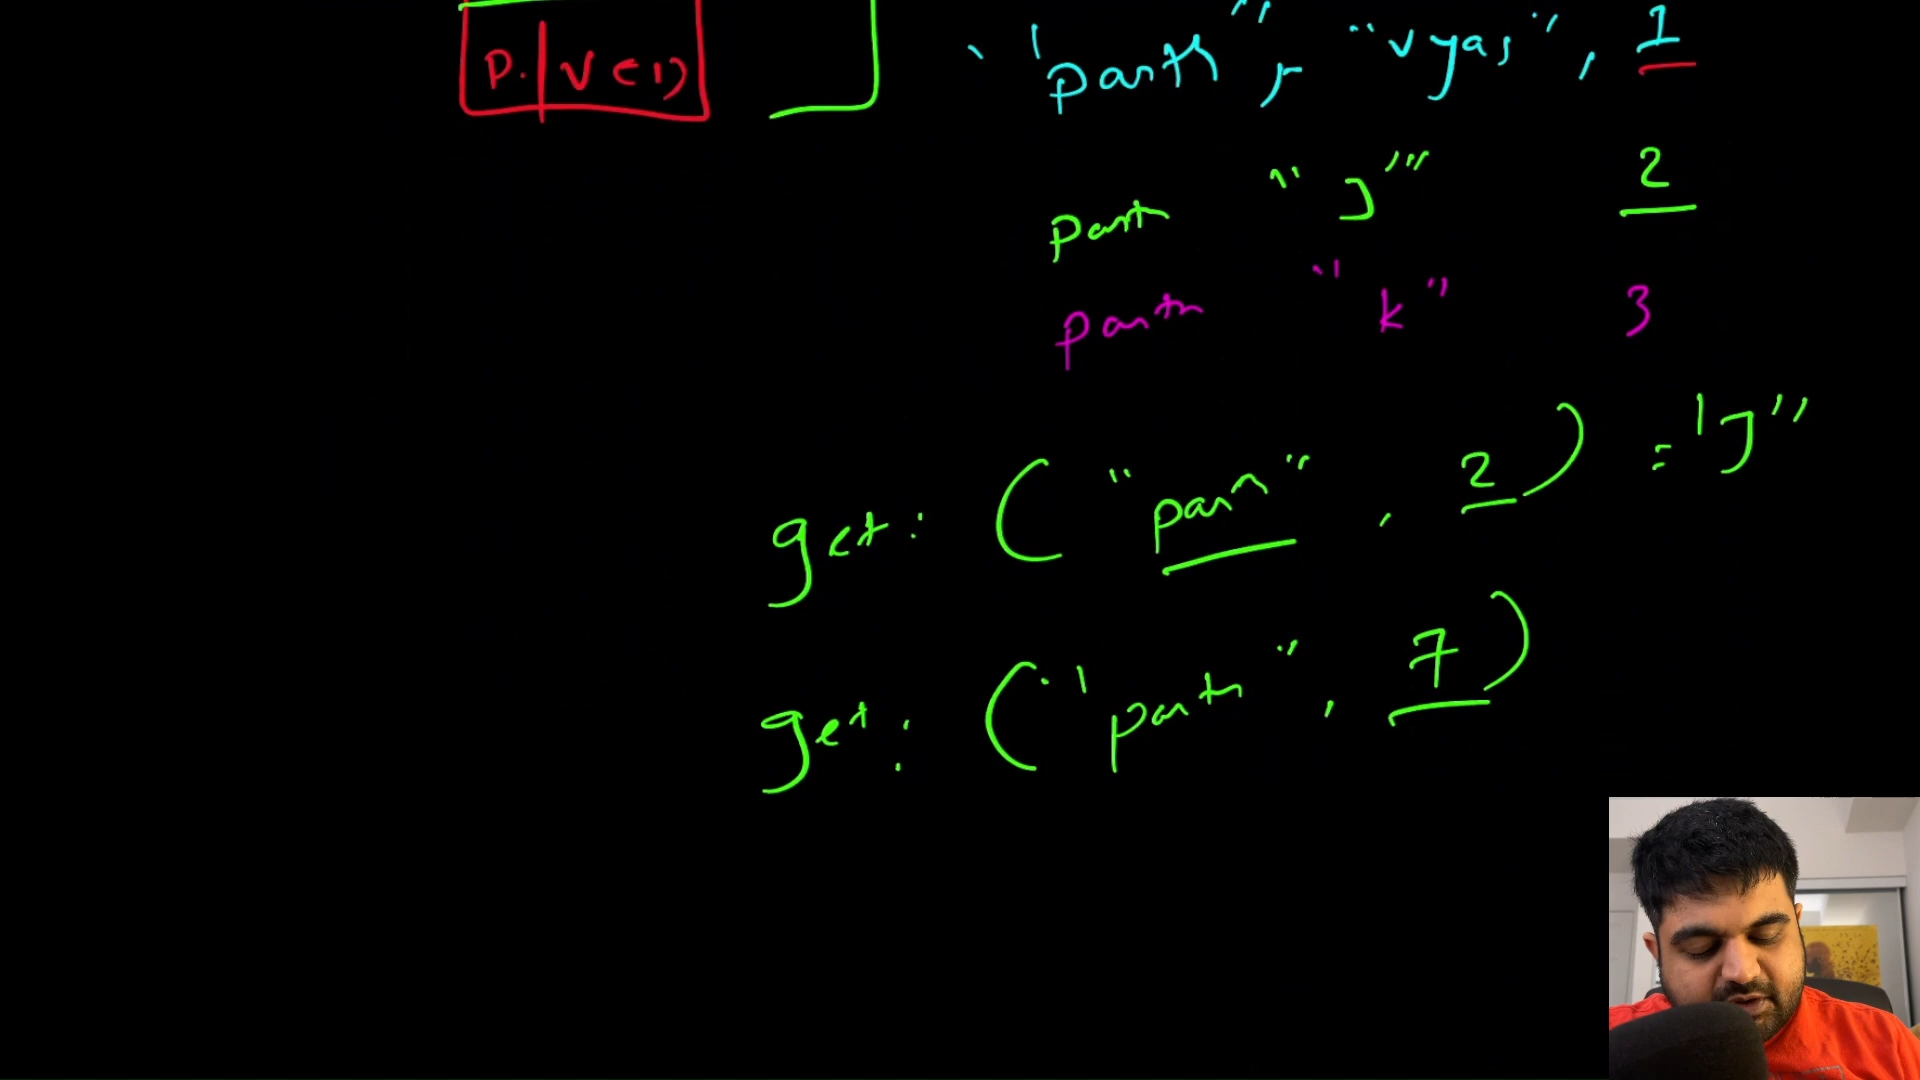 P. | V (1)
"parth", "vyas", 1
parth "J" 2
parth "k" 3
get: ("parth", 2) = "J"
get: ("parth", 7)